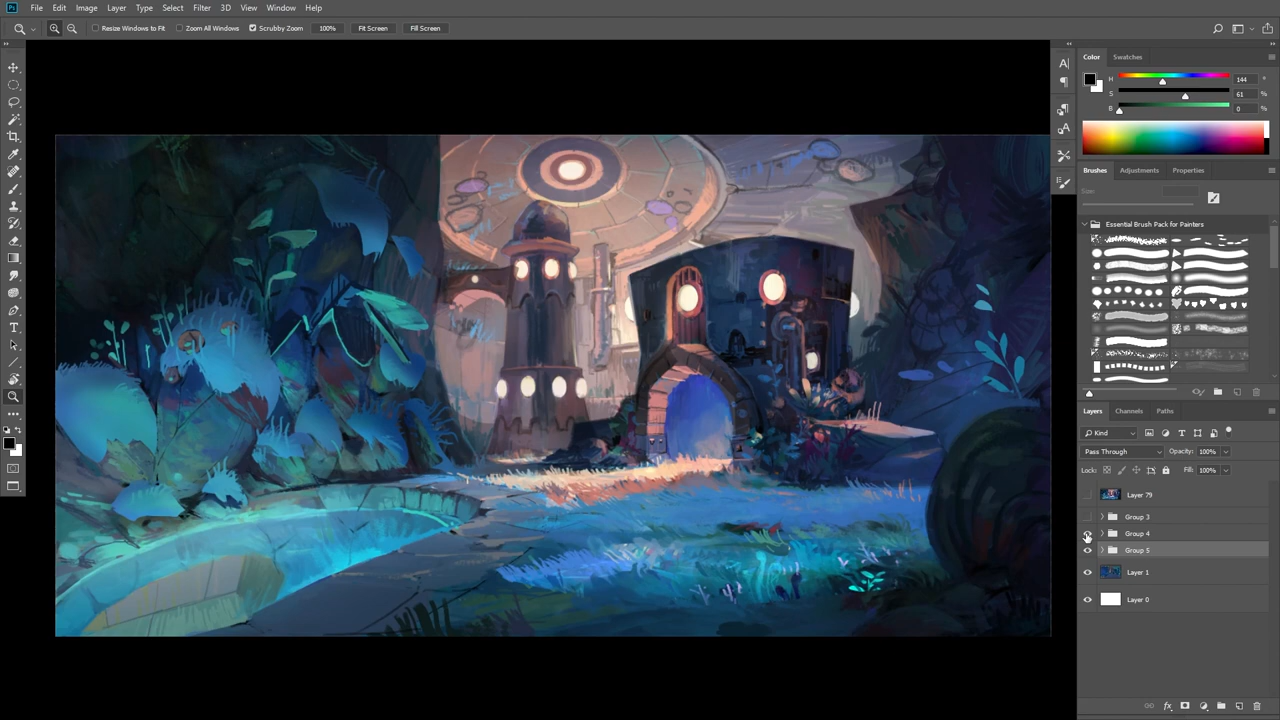 Ps File Edit Image Layer Type Select Filter 3D View Window Help
Resize Windows to Fit Zoom All Windows Scrubby Zoom 100% Fit Screen Fill Screen
Color Swatches
H 144 °
S 61 %
B 0 %
Brushes Adjustments Properties
Size:
Essential Brush Pack for Painters
Layers Channels Paths
Kind
Pass Through Opacity: 100%
Lock: Fill: 100%
Layer 79
Group 3
Group 4
Group 5
Layer 1
Layer 0
fx